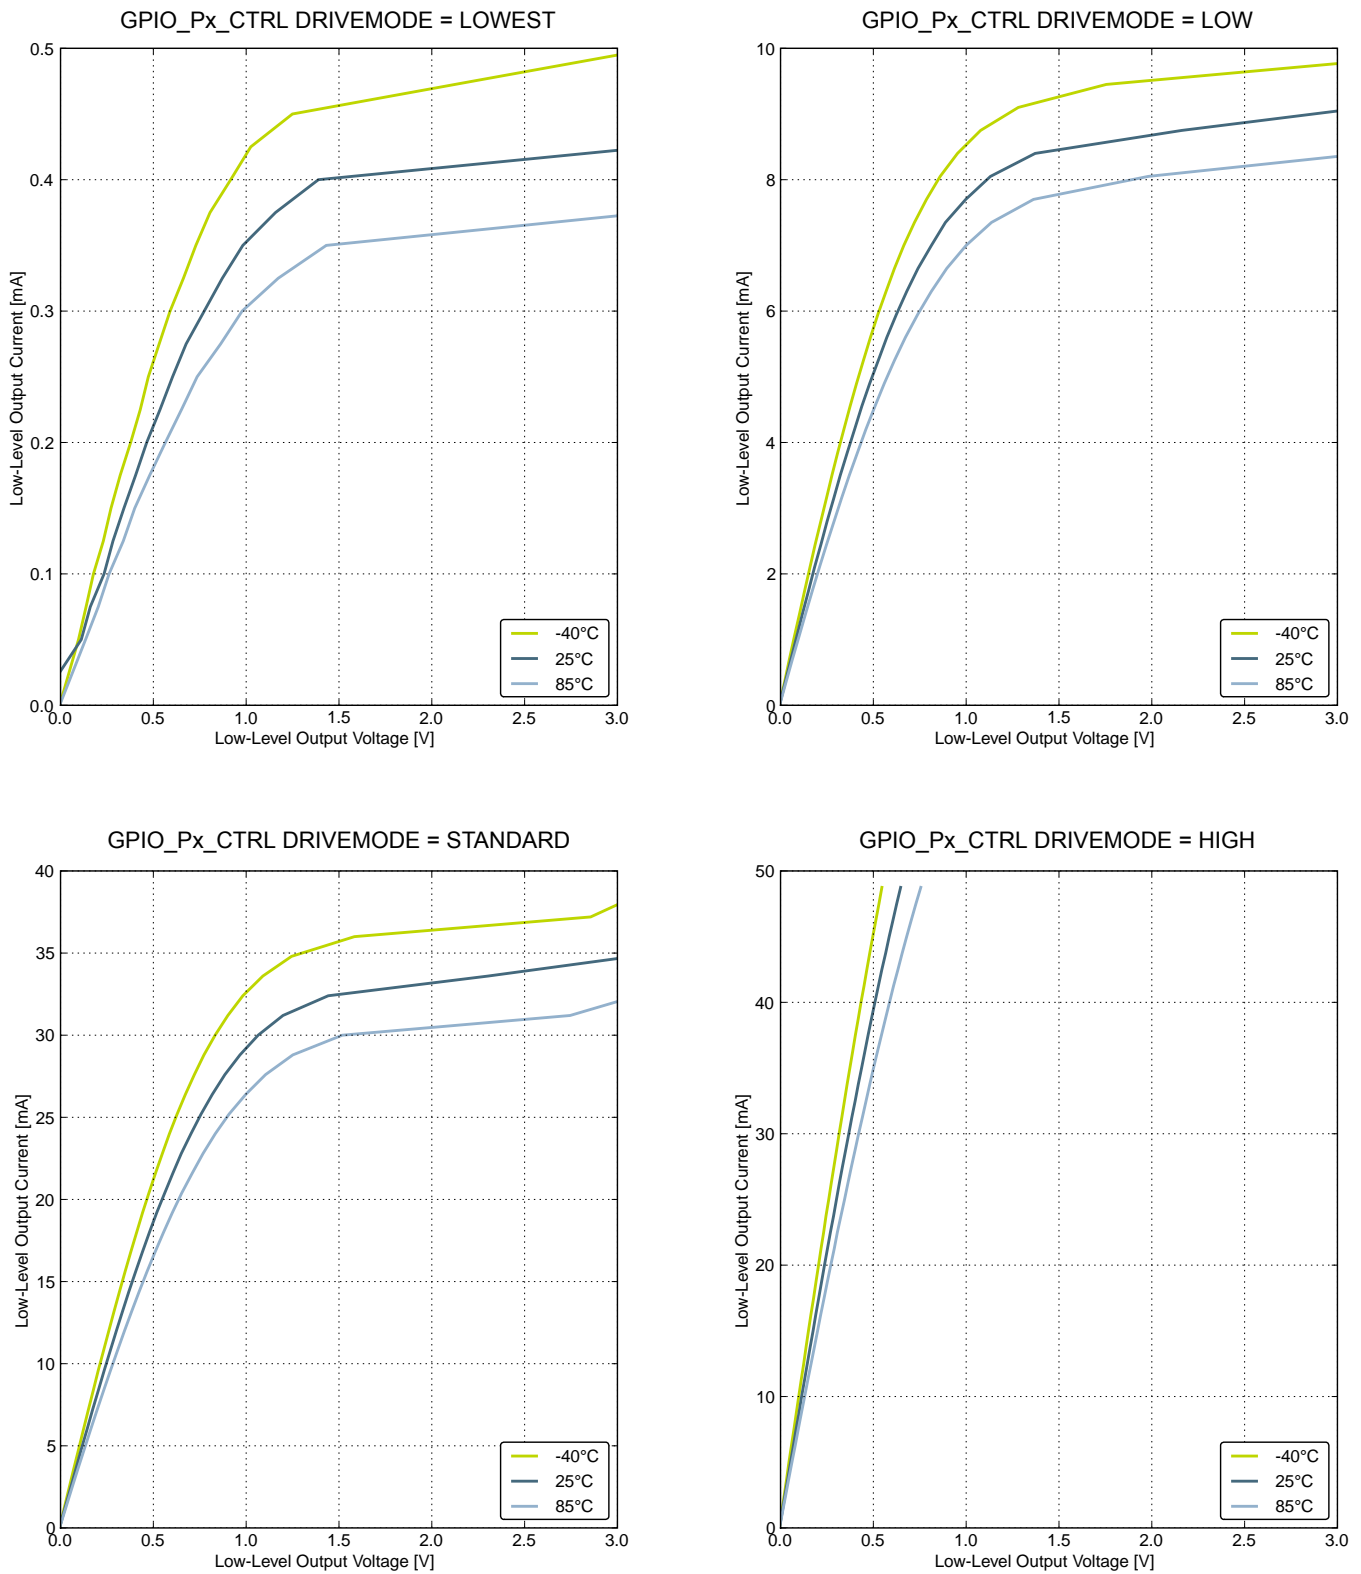 GPIO_Px_CTRL DRIVEMODE = LOWEST
0.5
0.4
0.3
0.2
0.1
0.0
Low-Level Output Current [mA]
-40°C
25°C
85°C
0.0 0.5 1.0 1.5 2.0 2.5 3.0
Low-Level Output Voltage [V]
GPIO_Px_CTRL DRIVEMODE = LOW
10
8
6
4
2
0
Low-Level Output Current [mA]
-40°C
25°C
85°C
0.0 0.5 1.0 1.5 2.0 2.5 3.0
Low-Level Output Voltage [V]
GPIO_Px_CTRL DRIVEMODE = STANDARD
40
35
30
25
20
15
10
5
0
Low-Level Output Current [mA]
-40°C
25°C
85°C
0.0 0.5 1.0 1.5 2.0 2.5 3.0
Low-Level Output Voltage [V]
GPIO_Px_CTRL DRIVEMODE = HIGH
50
40
30
20
10
0
Low-Level Output Current [mA]
-40°C
25°C
85°C
0.0 0.5 1.0 1.5 2.0 2.5 3.0
Low-Level Output Voltage [V]